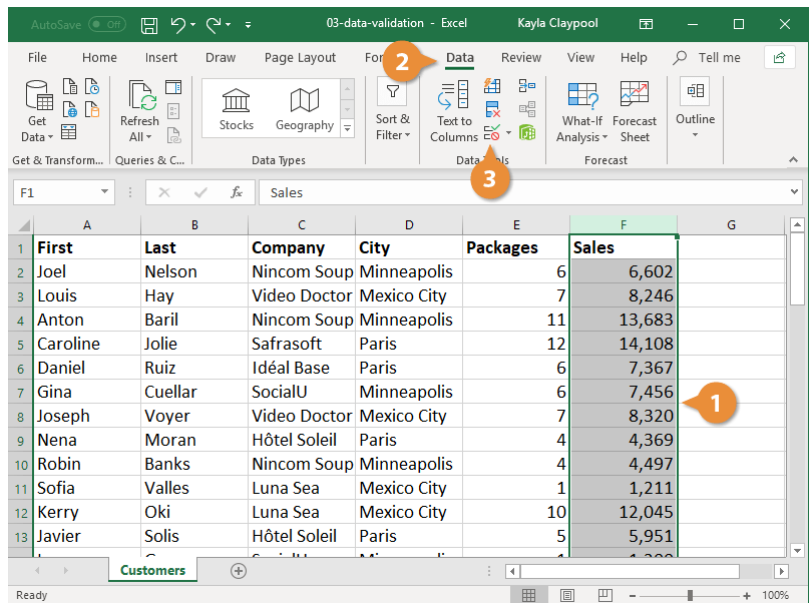 AutoSave Off 03-data-validation - Excel Kayla Claypool
File Home Insert Draw Page Layout For 2 Data Review View Help Tell me
Get Data Refresh All Stocks Geography Sort & Filter Text to Columns What-If Analysis Forecast Sheet Outline
Get & Transform... Queries & C... Data Types Data Forecast
3
F1 fx Sales
A B C D E F G
1 First Last Company City Packages Sales
2 Joel Nelson Nincom Soup Minneapolis 6 6,602
3 Louis Hay Video Doctor Mexico City 7 8,246
4 Anton Baril Nincom Soup Minneapolis 11 13,683
5 Caroline Jolie Safrasoft Paris 12 14,108
6 Daniel Ruiz Idéal Base Paris 6 7,367
7 Gina Cuellar SocialU Minneapolis 6 7,456
1
8 Joseph Voyer Video Doctor Mexico City 7 8,320
9 Nena Moran Hôtel Soleil Paris 4 4,369
10 Robin Banks Nincom Soup Minneapolis 4 4,497
11 Sofia Valles Luna Sea Mexico City 1 1,211
12 Kerry Oki Luna Sea Mexico City 10 12,045
13 Javier Solis Hôtel Soleil Paris 5 5,951
Customers
Ready 100%